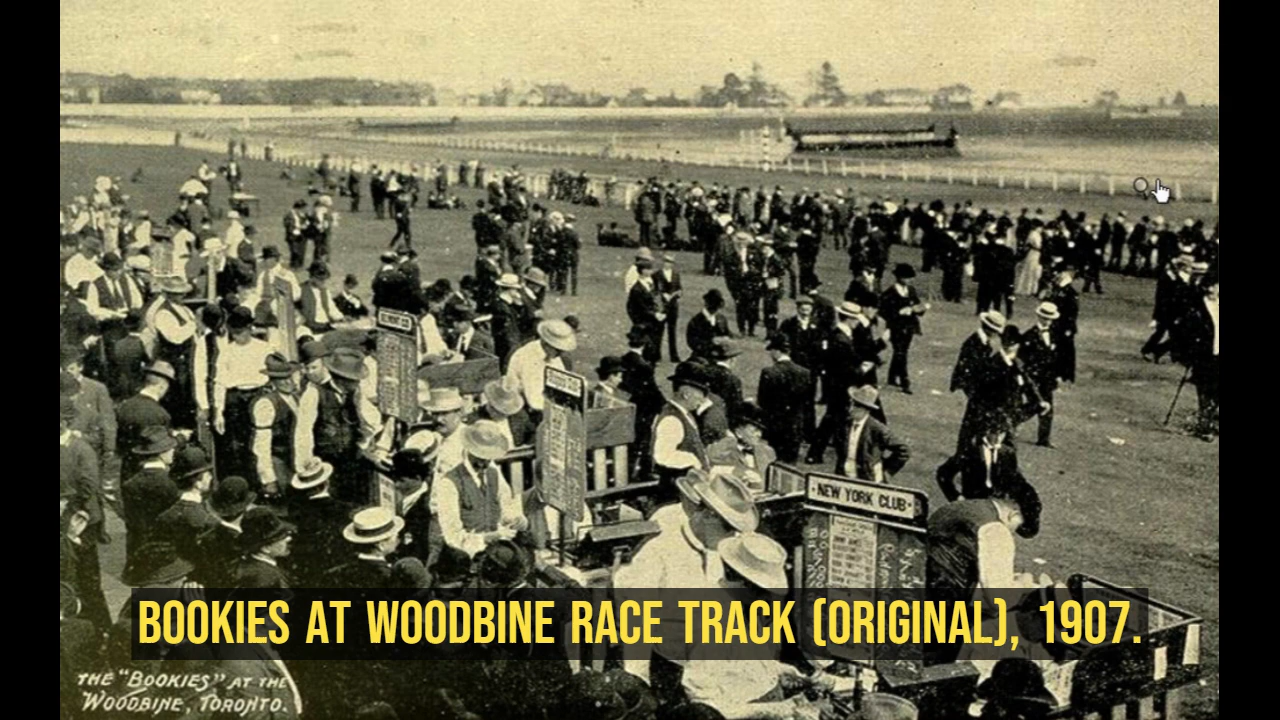 ·NEW YORK CLUB·
BOOKIES AT WOODBINE RACE TRACK (ORIGINAL), 1907.
THE "BOOKIES" AT THE
WOODBINE, TORONTO.